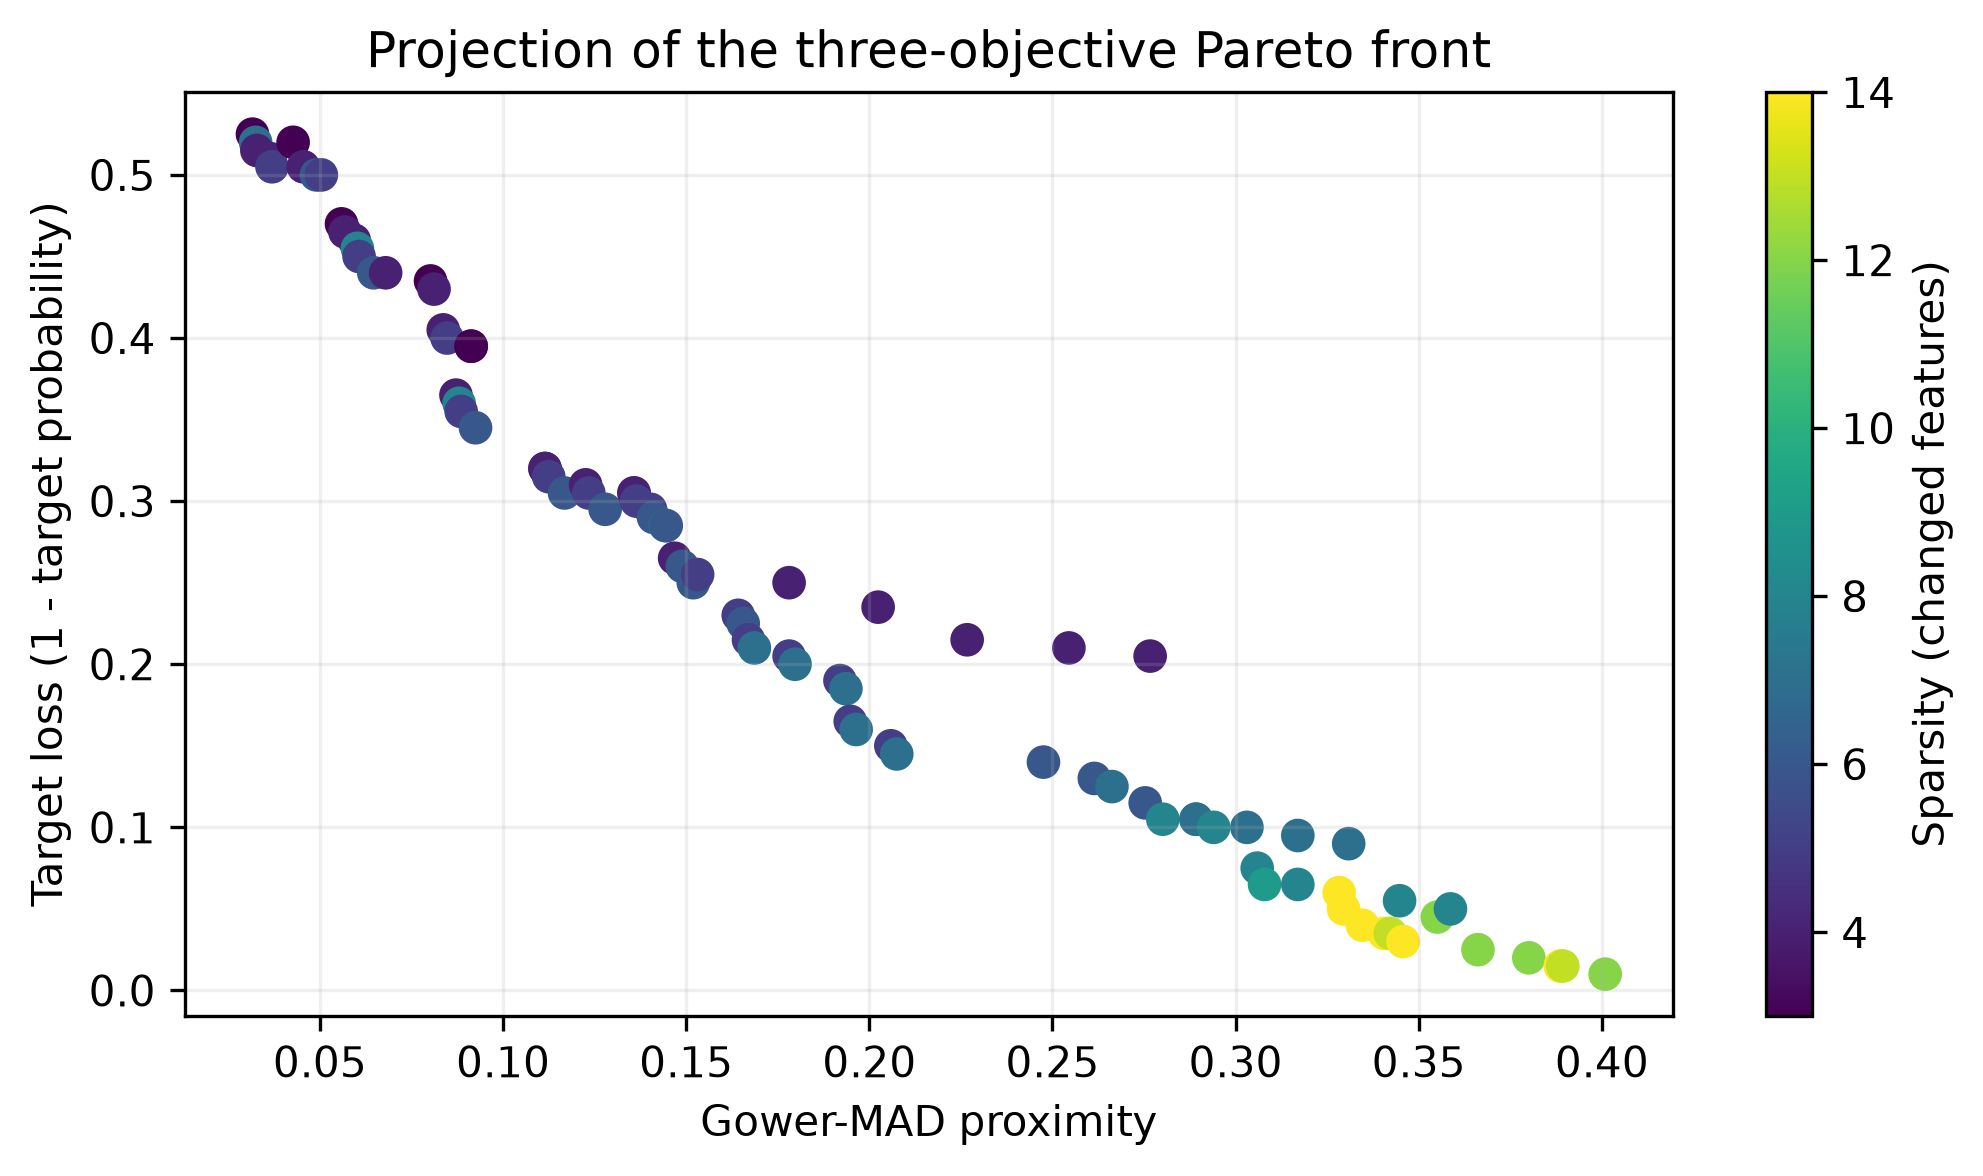 Projection of the three-objective Pareto front
Target loss (1 - target probability)
0.5
0.4
0.3
0.2
0.1
0.0
0.05 0.10 0.15 0.20 0.25 0.30 0.35 0.40
Gower-MAD proximity
14
12
10
8
6
4
Sparsity (changed features)